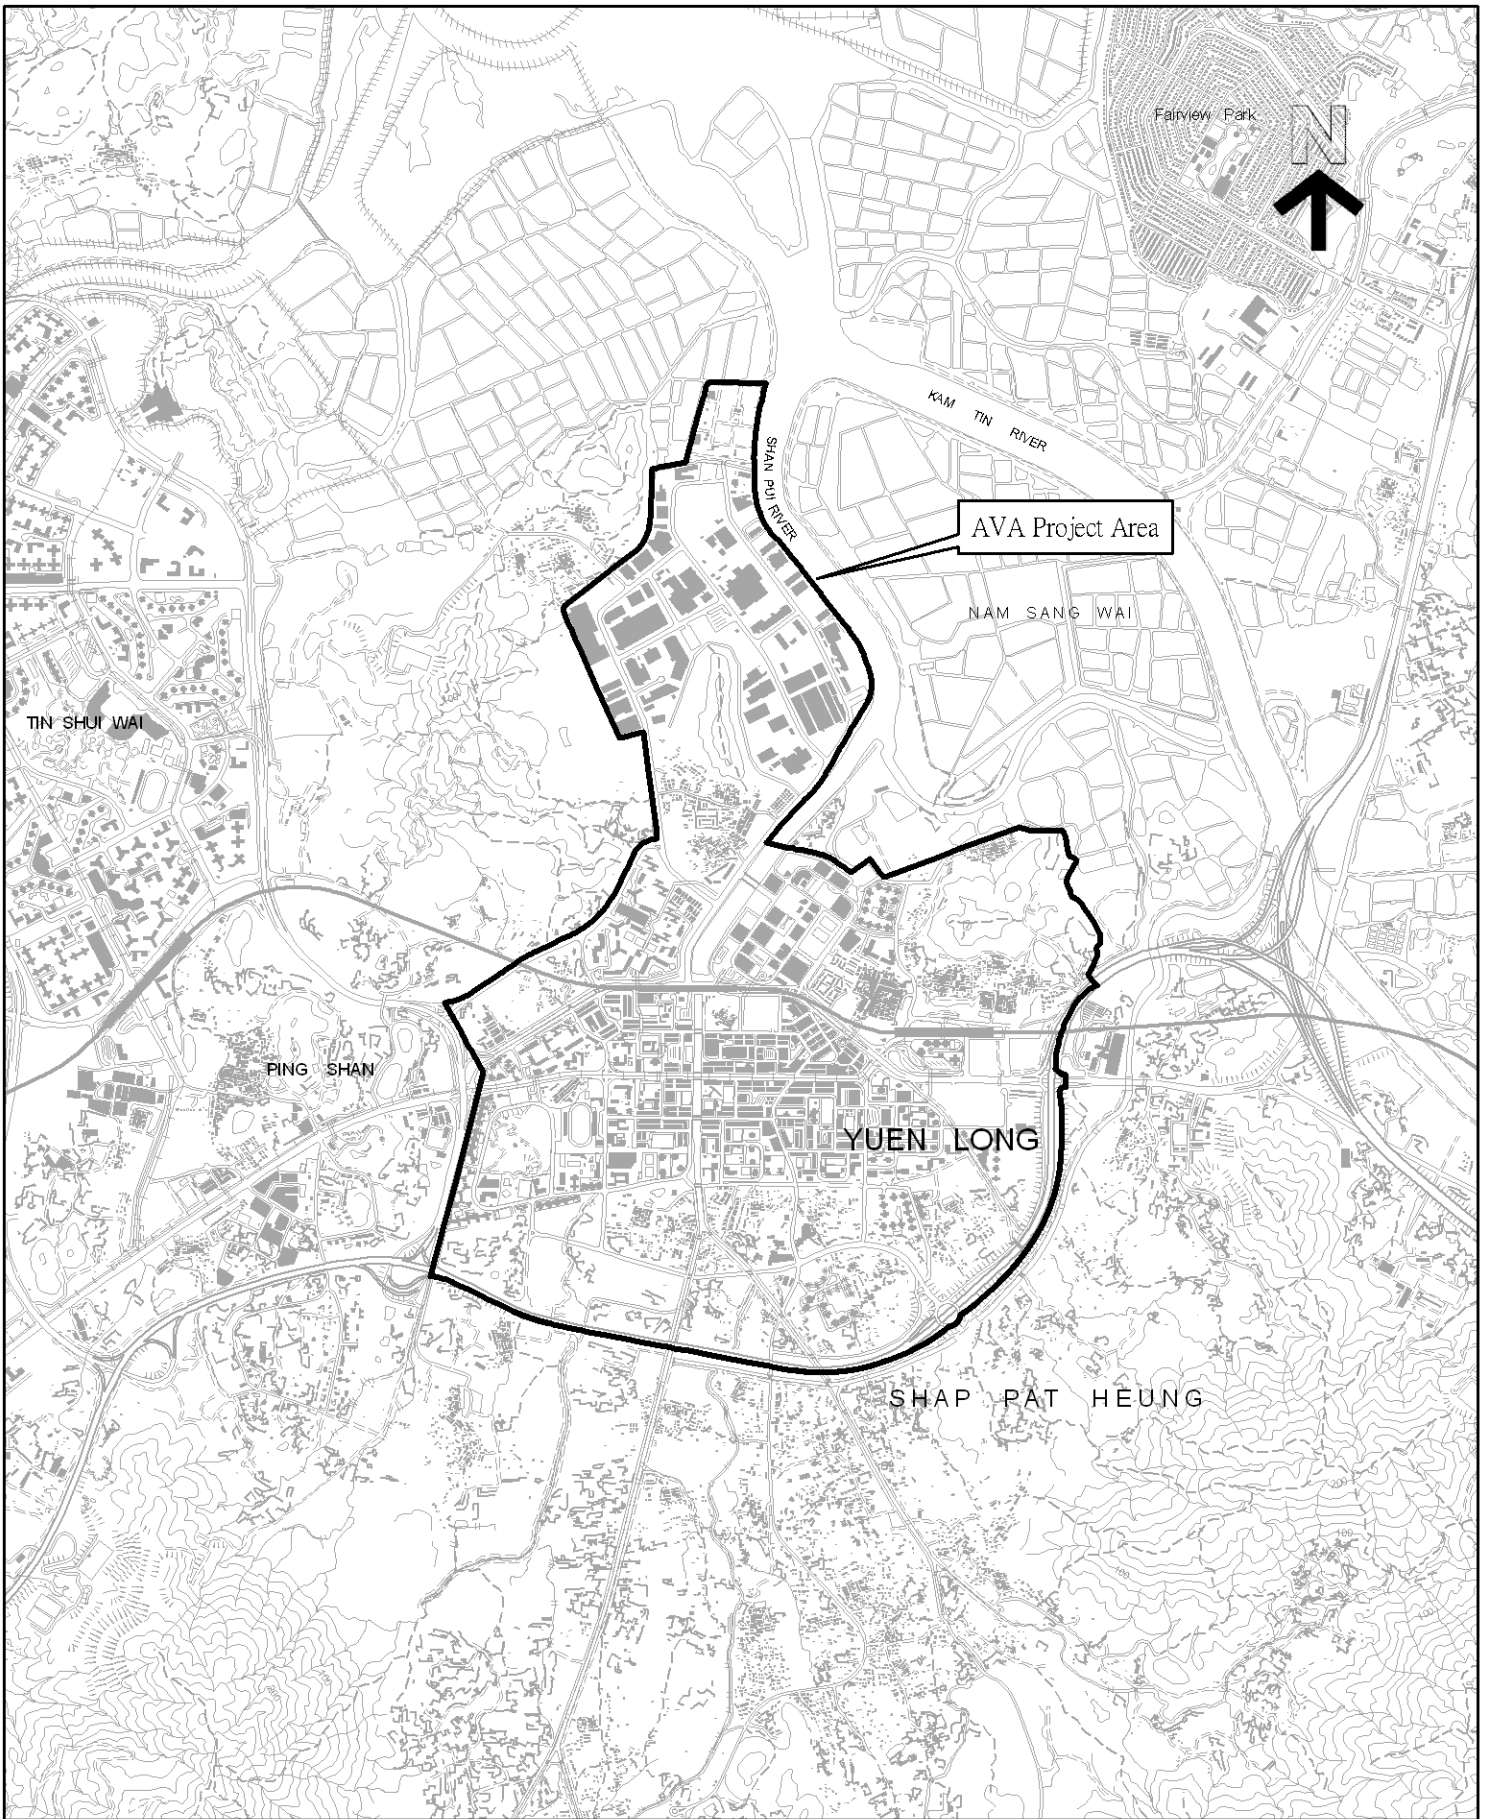 Fairview Park
N
KAM TIN RIVER
SHAN PUI RIVER
AVA Project Area
NAM SANG WAI
TIN SHUI WAI
PING SHAN
YUEN LONG
SHAP PAT HEUNG